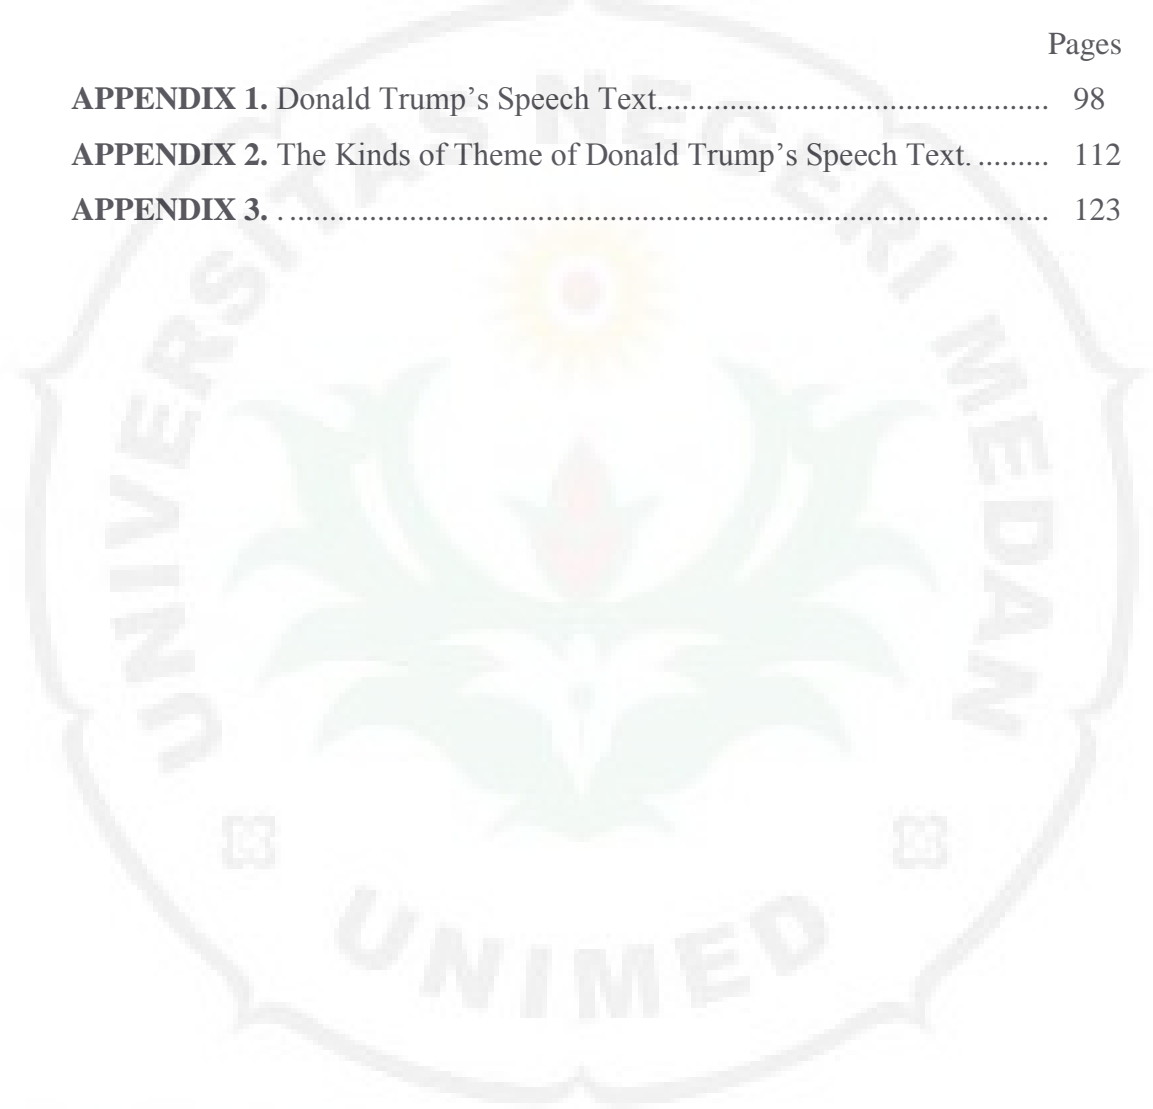 Pages
APPENDIX 1. Donald Trump’s Speech Text............................................... 98
APPENDIX 2. The Kinds of Theme of Donald Trump’s Speech Text. ......... 112
APPENDIX 3. . ............................................................................................. 123
UNIVERSITAS NEGERI MEDAN
UNIMED